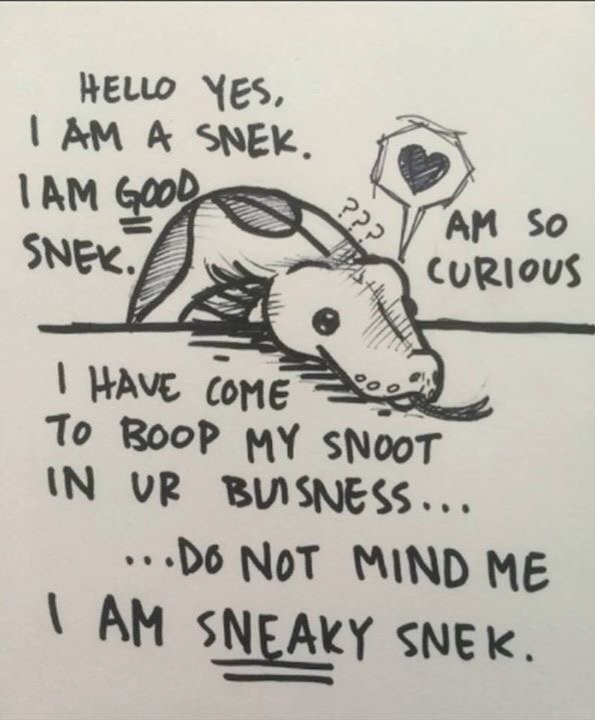 HELLO YES,
I AM A SNEK.
I AM GOOD
SNEK.
???
AM SO
CURIOUS
I HAVE COME
TO BOOP MY SNOOT
IN UR BUISNESS...
...DO NOT MIND ME
I AM SNEAKY SNEK.